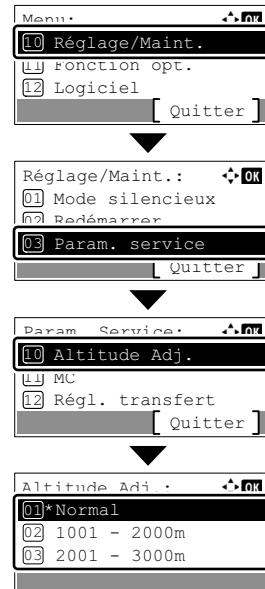 Menu: OK
10 Réglage/Maint.
11 Fonction opt.
12 Logiciel
[ Quitter ]
Réglage/Maint.: OK
01 Mode silencieux
02 Redémarrer
03 Param. service
[ Quitter ]
Param. Service: OK
10 Altitude Adj.
11 MC
12 Régl. transfert
[ Quitter ]
Altitude Adj.: OK
01 *Normal
02 1001 - 2000m
03 2001 - 3000m